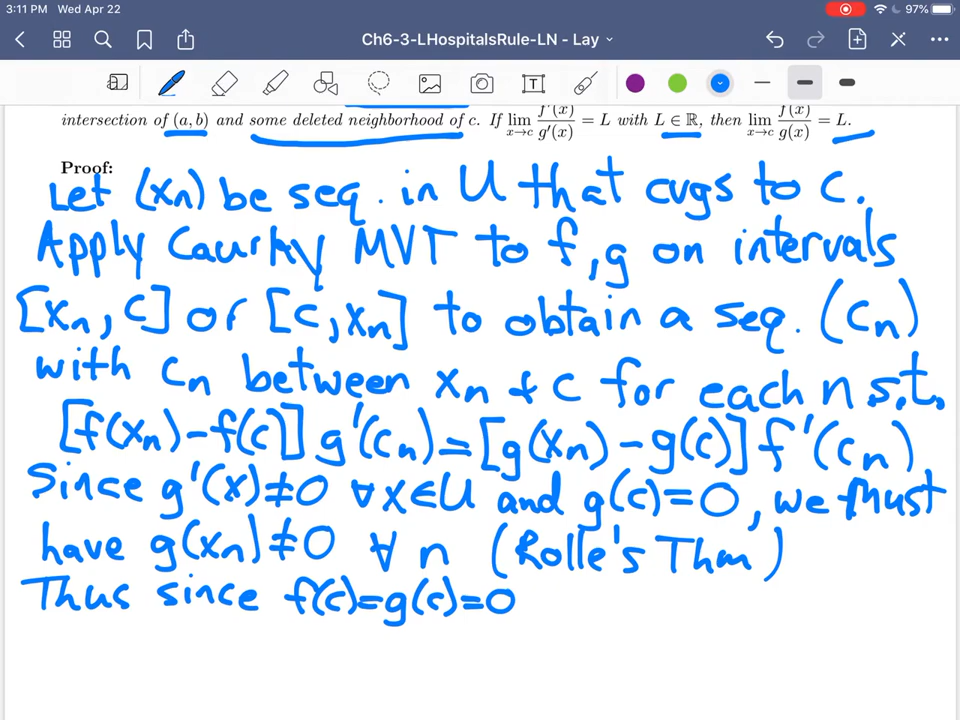 3:11 PM Wed Apr 22 97%
Ch6-3-LHospitalsRule-LN - Lay
intersection of (a, b) and some deleted neighborhood of c. If lim x→c f'(x)/g'(x) = L with L ∈ ℝ, then lim x→c f(x)/g(x) = L.
Proof:
Let (xn) be seq. in U that cvgs to c.
Apply Caurhy MVT to f, g on intervals
[xn, c] or [c, xn] to obtain a seq. (cn)
with cn between xn & c for each n s.t.
[f(xn) - f(c)] g'(cn) = [g(xn) - g(c)] f'(cn)
Since g'(x) ≠ 0 ∀ x ∈ U and g(c) = 0, we must
have g(xn) ≠ 0 ∀ n (Rolle's Thm)
Thus since f(c) = g(c) = 0